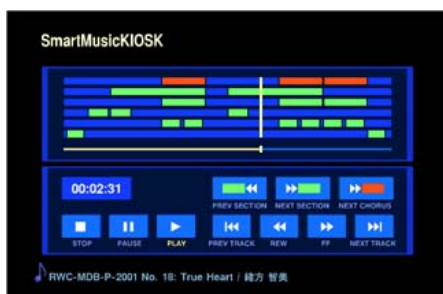 SmartMusicKIOSK
00:02:31
PREV SECTION NEXT SECTION NEXT CHORUS
STOP PAUSE PLAY PREV TRACK REW FF NEXT TRACK
RWC-MDB-P-2001 No. 18: True Heart / 緒方 智美